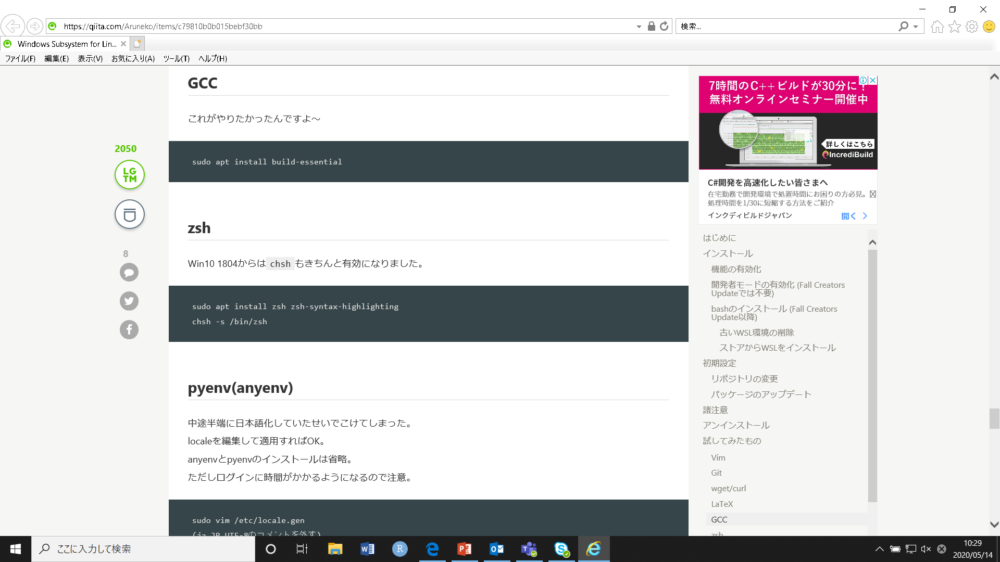 https://qiita.com/Aruneko/items/c79810b0b015bebf30bb
検索...
Windows Subsystem for Lin...
ファイル(F) 編集(E) 表示(V) お気に入り(A) ツール(T) ヘルプ(H)
GCC
これがやりたかったんですよ～
sudo apt install build-essential
2050
LG
TM
8
zsh
Win10 1804からは chsh もきちんと有効になりました。
sudo apt install zsh zsh-syntax-highlighting
chsh -s /bin/zsh
pyenv(anyenv)
中途半端に日本語化していたせいでこけてしまった。
localeを編集して適用すればOK。
anyenvとpyenvのインストールは省略。
ただしログインに時間がかかるようになるので注意。
sudo vim /etc/locale.gen
(ja_JP.UTF-8のコメントを外す)
7時間のC++ビルドが30分に！
無料オンラインセミナー開催中
詳しくはこちら
IncrediBuild
C#開発を高速化したい皆さまへ
在宅勤務で開発環境で処置時間にお困りの方必見。
処理時間を1/30に短縮する方法をご紹介
インクディビルドジャパン
開く
はじめに
インストール
機能の有効化
開発者モードの有効化 (Fall Creators
Updateでは不要)
bashのインストール (Fall Creators
Update以降)
古いWSL環境の削除
ストアからWSLをインストール
初期設定
リポジトリの変更
パッケージのアップデート
諸注意
アンインストール
試してみたもの
Vim
Git
wget/curl
LaTeX
GCC
zsh
ここに入力して検索
10:29
2020/05/14